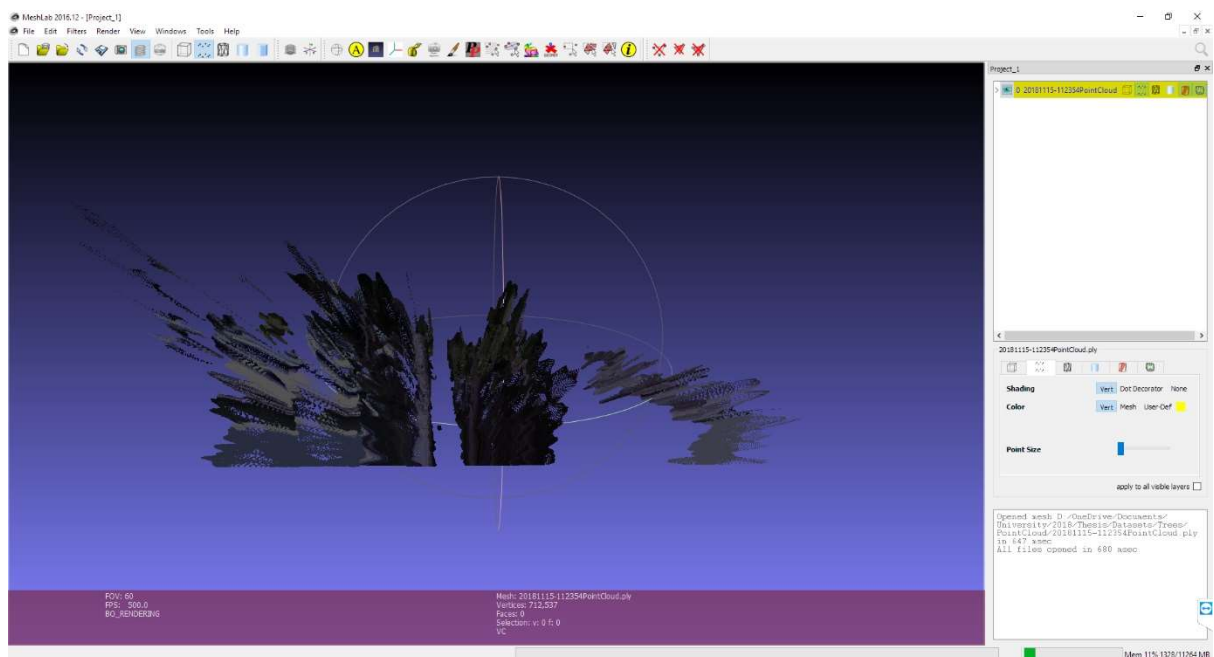 MeshLab 2016.12 - [Project_1]
File Edit Filters Render View Windows Tools Help
Project_1
0 20181115-112354PointCloud
20181115-112354PointCloud.ply
Shading Vert Dot Decorator None
Color Vert Mesh User-Def
Point Size
apply to all visible layers
Opened mesh D:/OneDrive/Documents/
University/2018/Thesis/Datasets/Trees/
PointCloud/20181115-112354PointCloud.ply
in 647 msec
All files opened in 680 msec
FOV: 60
FPS: 500.0
BO_RENDERING
Mesh: 20181115-112354PointCloud.ply
Vertices: 712,537
Faces: 0
Selection: v: 0 f: 0
VC
Mem 11% 1328/11264 MB